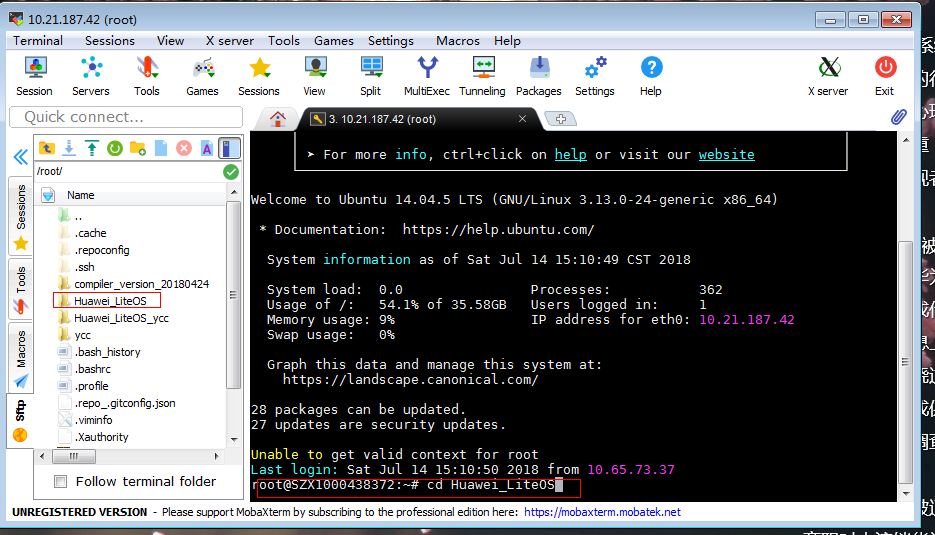 10.21.187.42 (root)
Terminal Sessions View X server Tools Games Settings Macros Help
Session Servers Tools Games Sessions View Split MultiExec Tunneling Packages Settings Help X server Exit
Quick connect...
3. 10.21.187.42 (root)
/root/
Name
..
.cache
.repoconfig
.ssh
compiler_version_20180424
Huawei_LiteOS
Huawei_LiteOS_ycc
ycc
.bash_history
.bashrc
.profile
.repo_.gitconfig.json
.viminfo
.Xauthority
Follow terminal folder
Sessions
Tools
Macros
Sftp
➤ For more info, ctrl+click on help or visit our website
Welcome to Ubuntu 14.04.5 LTS (GNU/Linux 3.13.0-24-generic x86_64)
* Documentation: https://help.ubuntu.com/
System information as of Sat Jul 14 15:10:49 CST 2018
System load: 0.0 Processes: 362
Usage of /: 54.1% of 35.58GB Users logged in: 1
Memory usage: 9% IP address for eth0: 10.21.187.42
Swap usage: 0%
Graph this data and manage this system at:
https://landscape.canonical.com/
28 packages can be updated.
27 updates are security updates.
Unable to get valid context for root
Last login: Sat Jul 14 15:10:50 2018 from 10.65.73.37
root@SZX1000438372:~# cd Huawei_LiteOS
UNREGISTERED VERSION - Please support MobaXterm by subscribing to the professional edition here: https://mobaxterm.mobatek.net